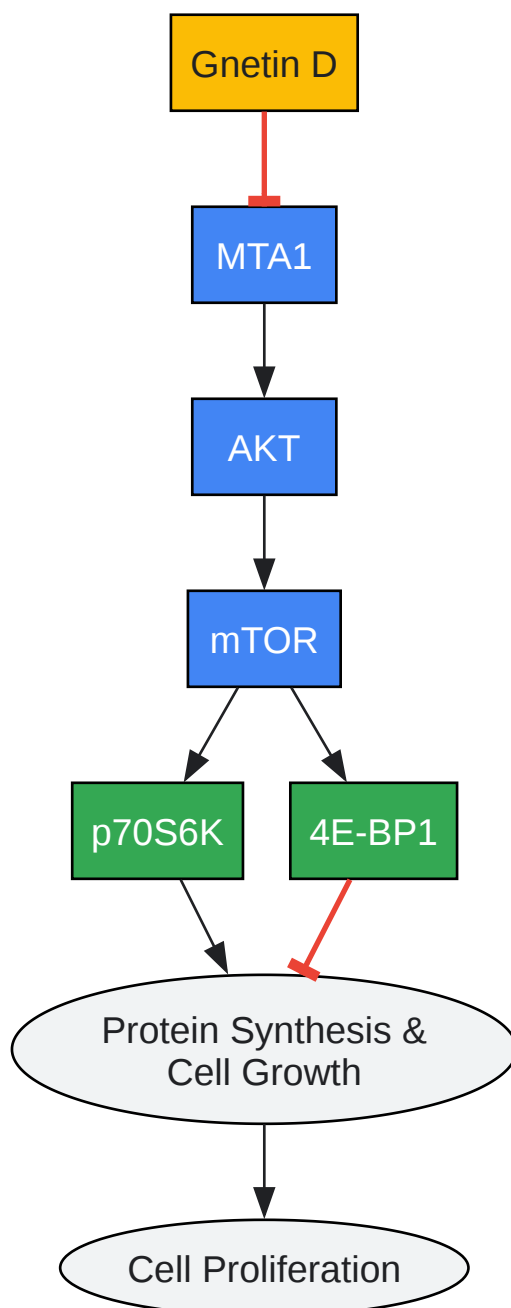 Gnetin D
MTA1
AKT
mTOR
p70S6K
4E-BP1
Protein Synthesis &
Cell Growth
Cell Proliferation